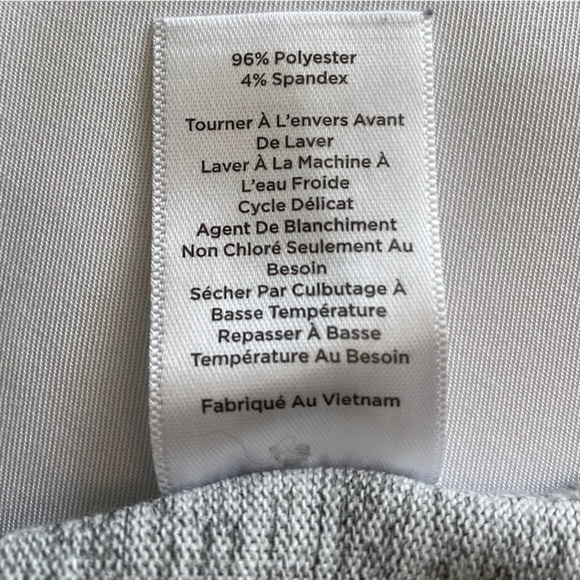 96% Polyester
4% Spandex
Tourner À L'envers Avant
De Laver
Laver À La Machine À
L'eau Froide
Cycle Délicat
Agent De Blanchiment
Non Chloré Seulement Au
Besoin
Sécher Par Culbutage À
Basse Température
Repasser À Basse
Température Au Besoin
Fabriqué Au Vietnam